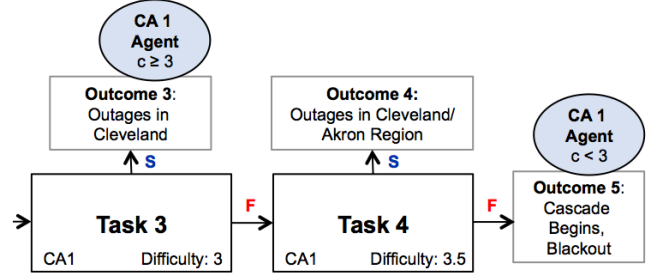 CA 1
Agent
c ≥ 3
Outcome 3:
Outages in
Cleveland
S
Task 3
CA1 Difficulty: 3
F
Outcome 4:
Outages in Cleveland/
Akron Region
S
Task 4
CA1 Difficulty: 3.5
F
CA 1
Agent
c < 3
Outcome 5:
Cascade
Begins,
Blackout